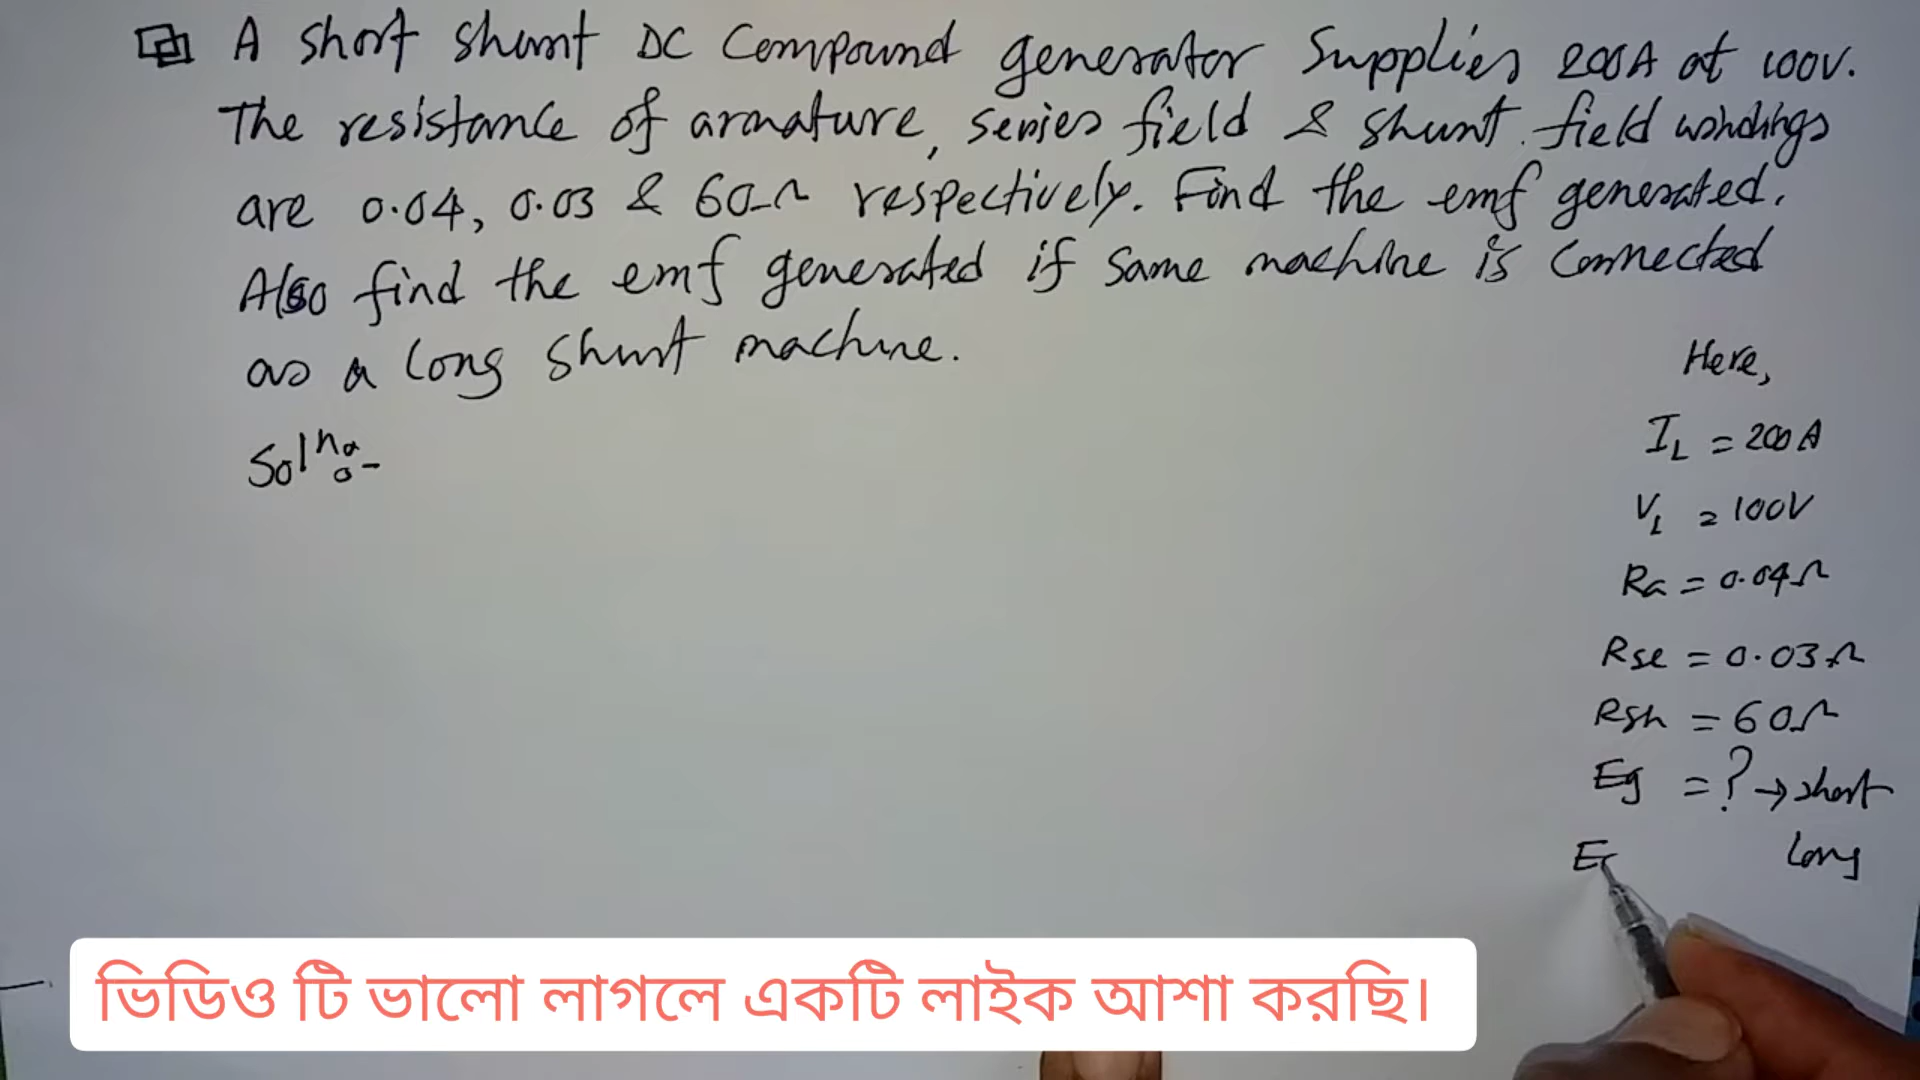 A short shunt DC Compound generator Supplies 200A at 100V.
The resistance of armature, series field & shunt field windings
are 0.04, 0.03 & 60Ω respectively. Find the emf generated.
Also find the emf generated if same machine is connected
as a long shunt machine.
Solⁿ:-
Here,
I_L = 200A
V_L = 100V
Ra = 0.04Ω
Rse = 0.03Ω
Rsh = 60Ω
Eg = ? → short
E long
ভিডিও টি ভালো লাগলে একটি লাইক আশা করছি।